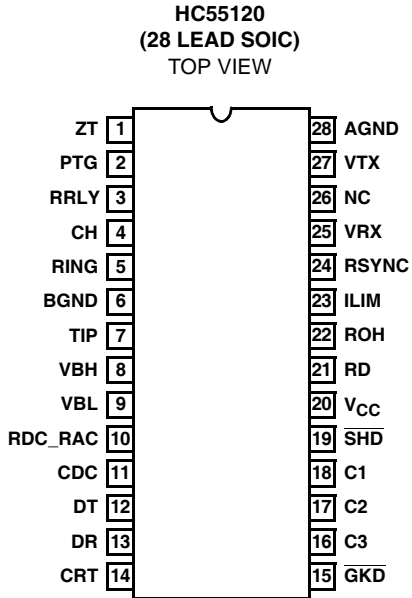 HC55120
(28 LEAD SOIC)
TOP VIEW
ZT 1 28 AGND
PTG 2 27 VTX
RRLY 3 26 NC
CH 4 25 VRX
RING 5 24 RSYNC
BGND 6 23 ILIM
TIP 7 22 ROH
VBH 8 21 RD
VBL 9 20 VCC
RDC_RAC 10 19 SHD
CDC 11 18 C1
DT 12 17 C2
DR 13 16 C3
CRT 14 15 GKD